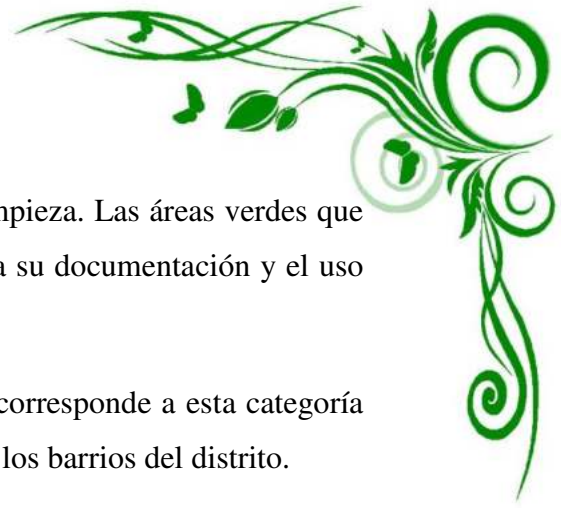 mpieza. Las áreas verdes que
a su documentación y el uso
corresponde a esta categoría
los barrios del distrito.